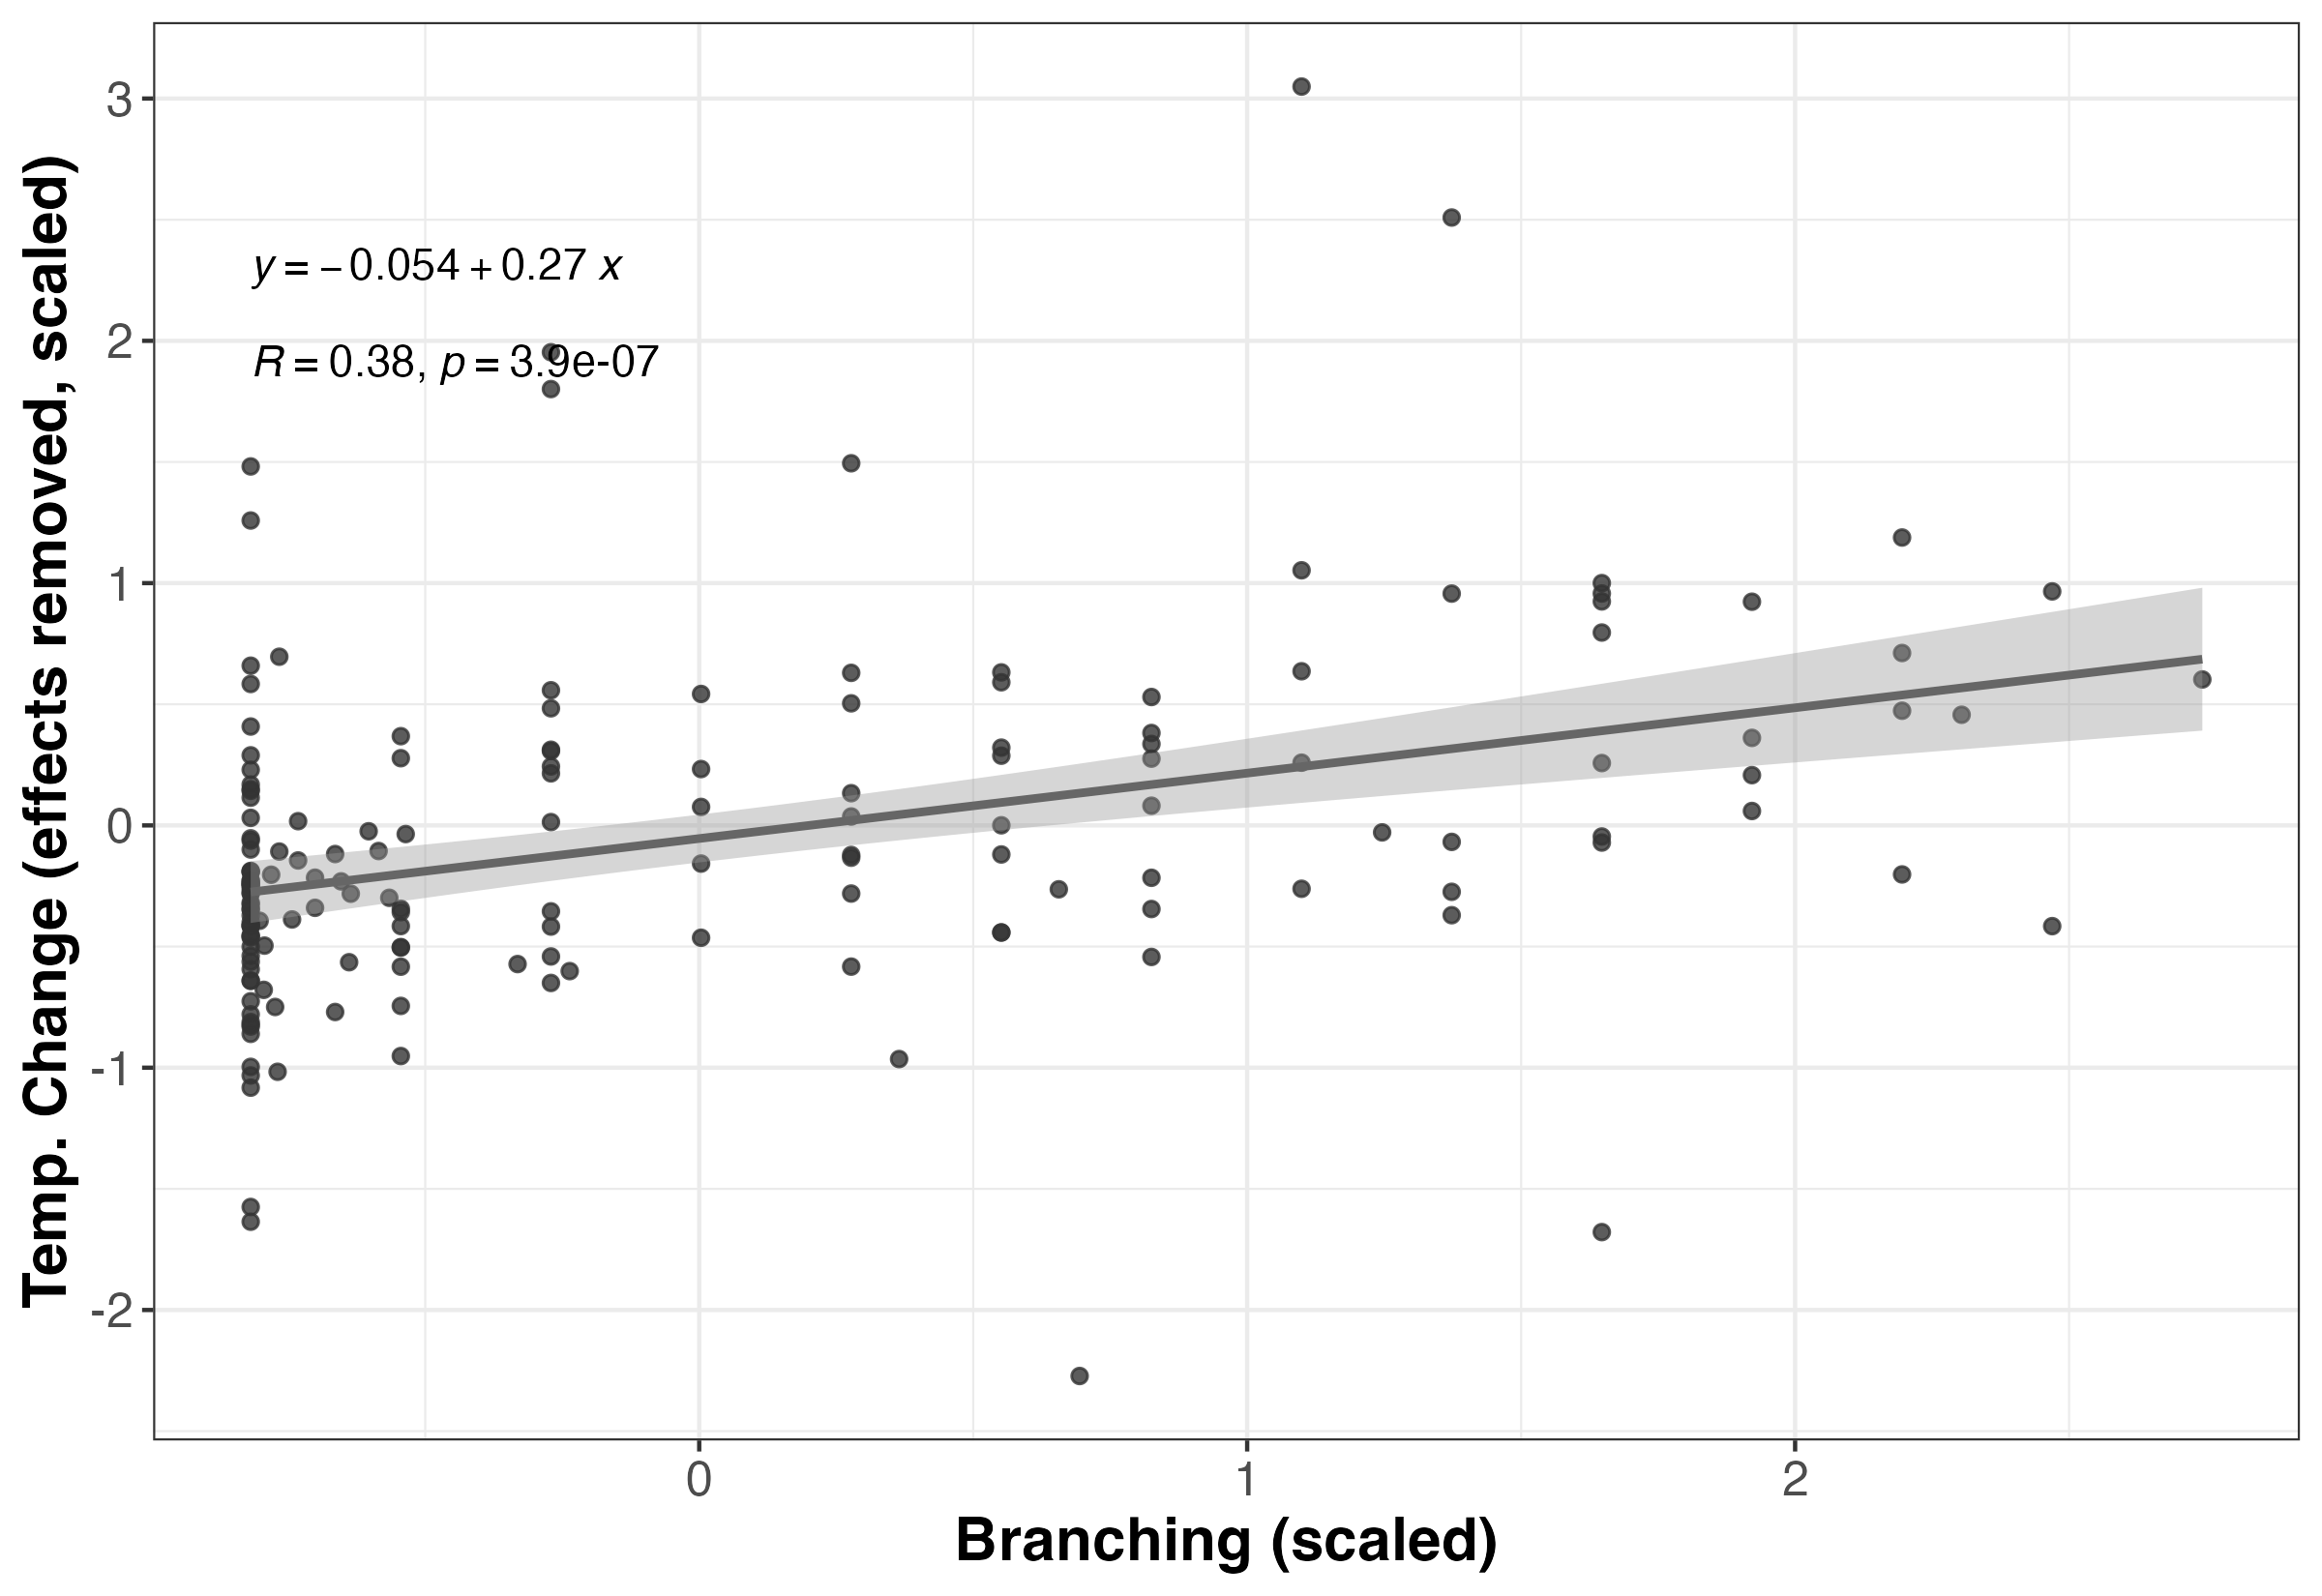 3
2
1
0
-1
-2
Temp. Change (effects removed, scaled)
y = − 0.054 + 0.27 x
R = 0.38, p = 3.9e-07
0 1 2
Branching (scaled)